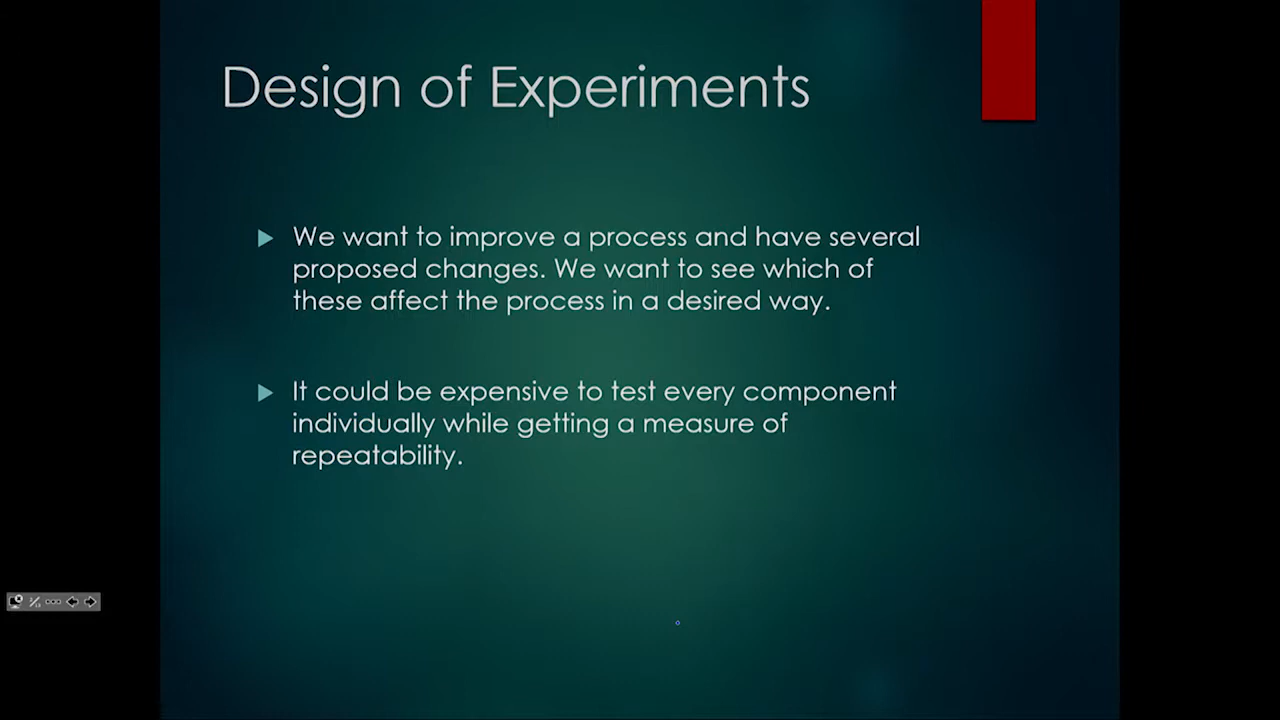 Design of Experiments
We want to improve a process and have several
proposed changes. We want to see which of
these affect the process in a desired way.
It could be expensive to test every component
individually while getting a measure of
repeatability.